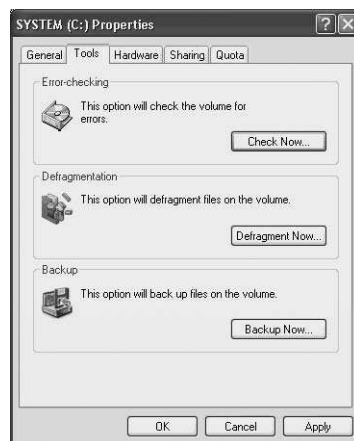 SYSTEM (C:) Properties
General Tools Hardware Sharing Quota
Error-checking
This option will check the volume for
errors.
Check Now...
Defragmentation
This option will defragment files on the volume.
Defragment Now...
Backup
This option will back up files on the volume.
Backup Now...
OK Cancel Apply